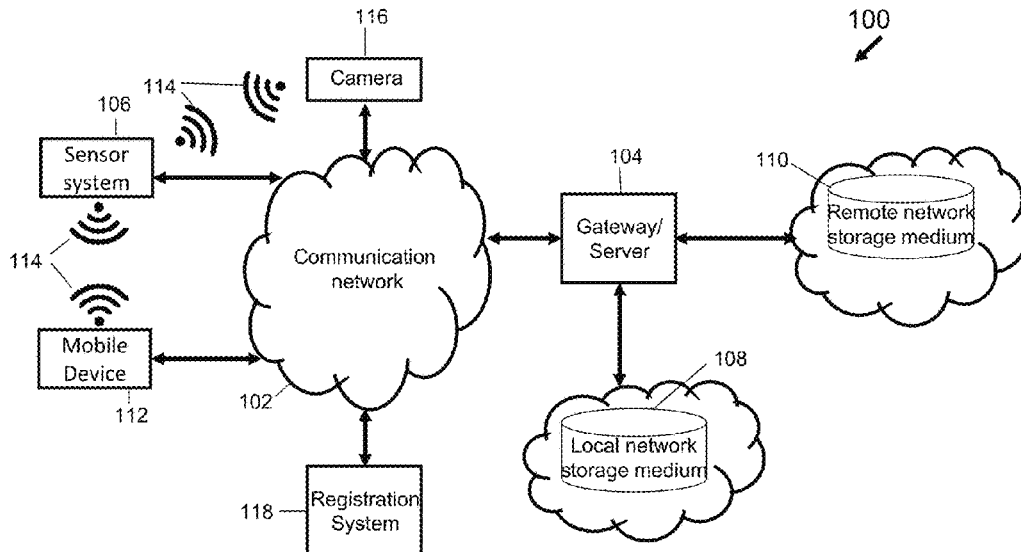 100
116
Camera
114
106
Sensor
system
104
Gateway/
Server
110
Remote network
storage medium
Communication
network
114
Mobile
Device
112
102
108
Local network
storage medium
118
Registration
System